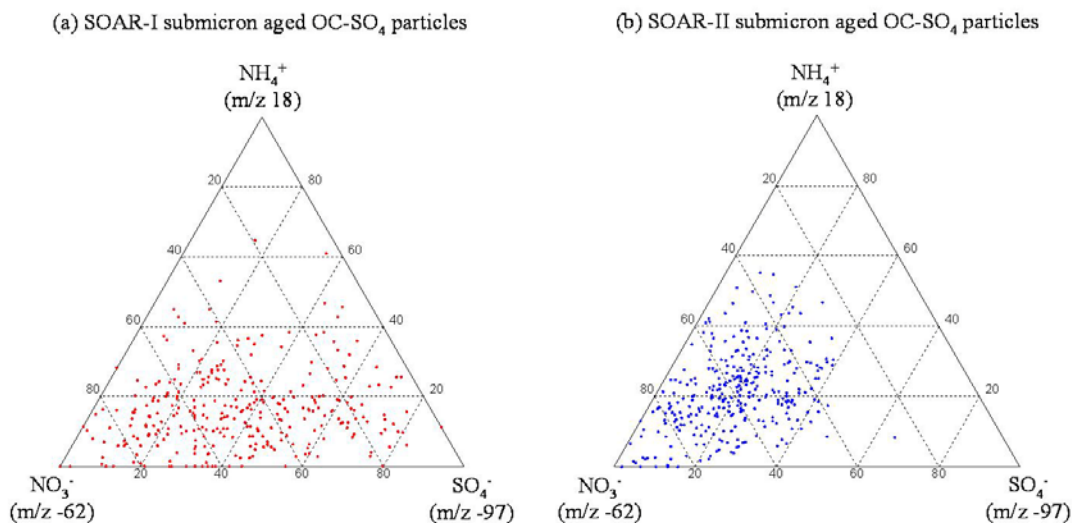 (a) SOAR-I submicron aged OC-SO₄ particles
NH₄⁺
(m/z 18)
20 80
40 60
60 40
80 20
20 40 60 80
NO₃⁻
(m/z -62)
SO₄⁻
(m/z -97)
(b) SOAR-II submicron aged OC-SO₄ particles
NH₄⁺
(m/z 18)
20 80
40 60
60 40
80 20
20 40 60 80
NO₃⁻
(m/z -62)
SO₄⁻
(m/z -97)